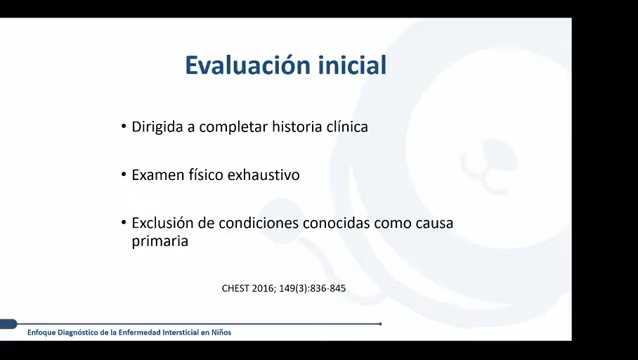 Evaluación inicial
• Dirigida a completar historia clínica
• Examen físico exhaustivo
• Exclusión de condiciones conocidas como causa
primaria
CHEST 2016; 149(3):836-845
Enfoque Diagnóstico de la Enfermedad Intersticial en Niños